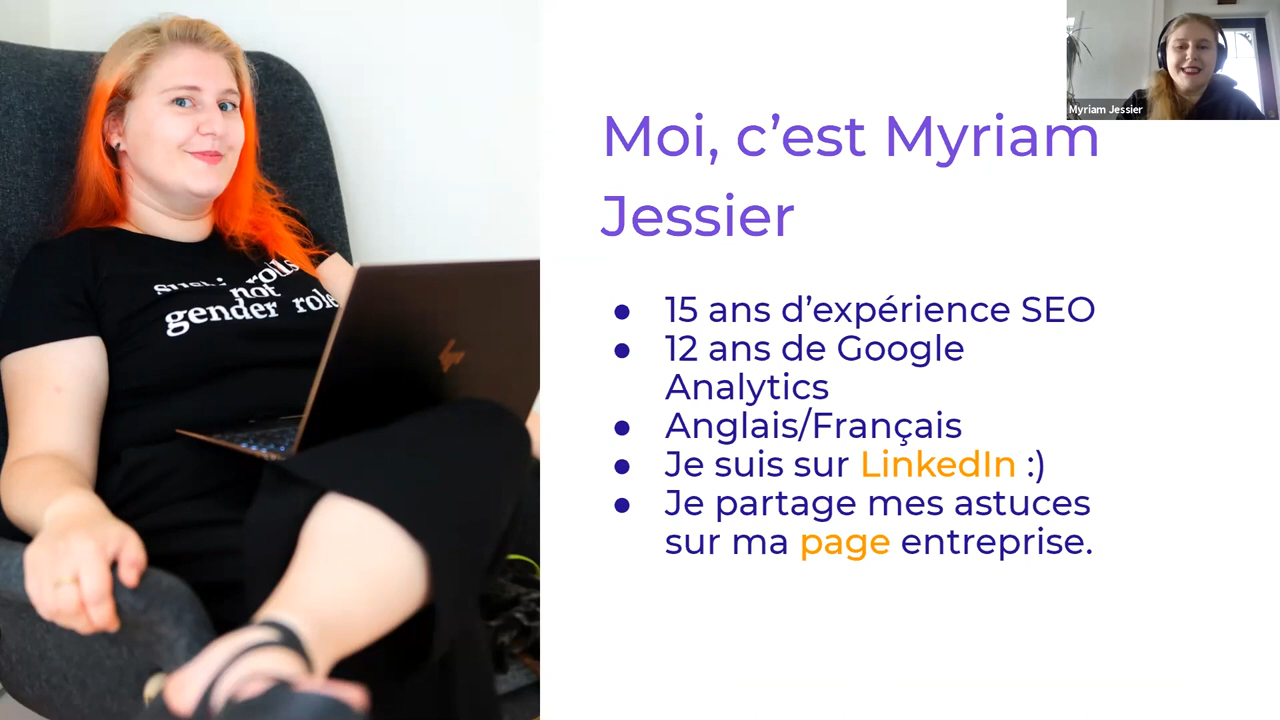 Myriam Jessier
Moi, c’est Myriam
Jessier
● 15 ans d’expérience SEO
● 12 ans de Google
Analytics
● Anglais/Français
● Je suis sur LinkedIn :)
● Je partage mes astuces
sur ma page entreprise.
rolls
not
gender